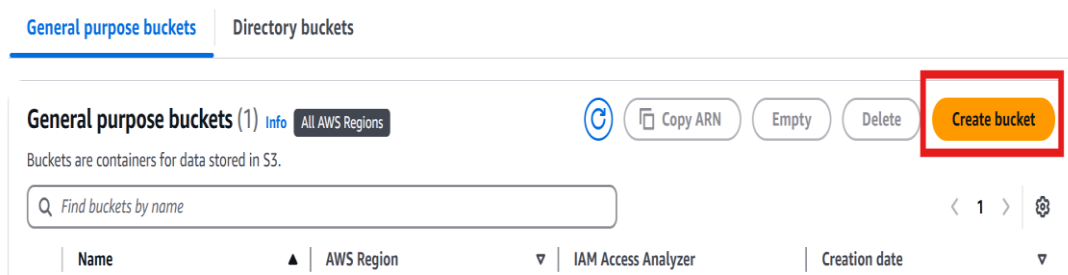 General purpose buckets Directory buckets
General purpose buckets (1) Info All AWS Regions Copy ARN Empty Delete Create bucket
Buckets are containers for data stored in S3.
Find buckets by name 1
Name AWS Region IAM Access Analyzer Creation date